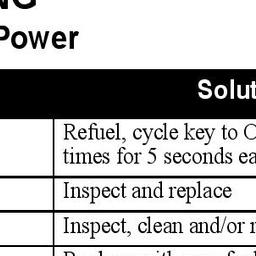 NG
Power
Solut
Refuel, cycle key to O
times for 5 seconds ea
Inspect and replace
Inspect, clean and/or r